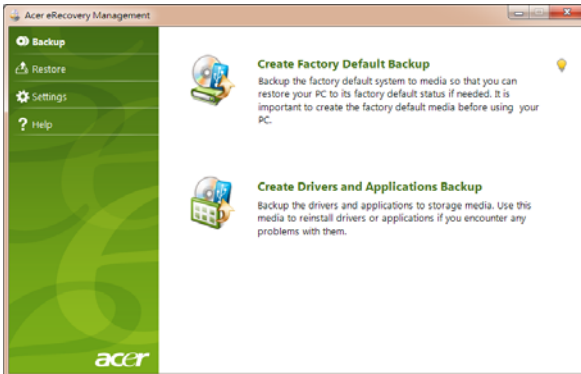 Acer eRecovery Management
Backup
Restore
Settings
Help
Create Factory Default Backup
Backup the factory default system to media so that you can
restore your PC to its factory default status if needed. It is
important to create the factory default media before using your
PC.
Create Drivers and Applications Backup
Backup the drivers and applications to storage media. Use this
media to reinstall drivers or applications if you encounter any
problems with them.
acer